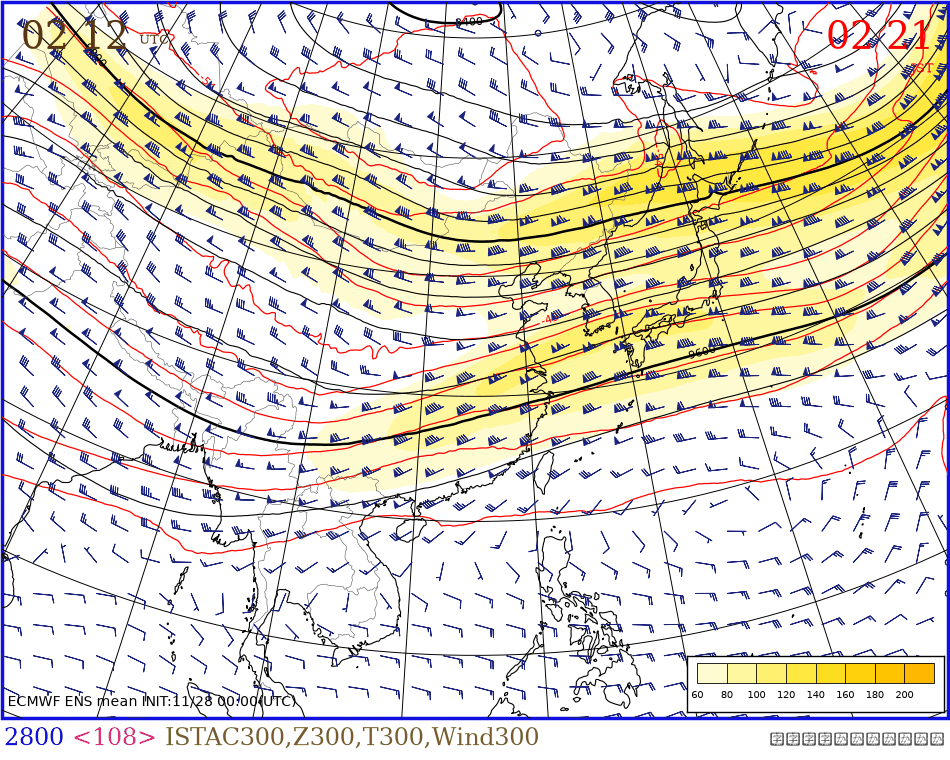 02 12 UTC 02 21
JST
8400
9600
60 80 100 120 140 160 180 200
ECMWF ENS mean INIT:11/28 00:00(UTC)
2800 <108> ISTAC300,Z300,T300,Wind300